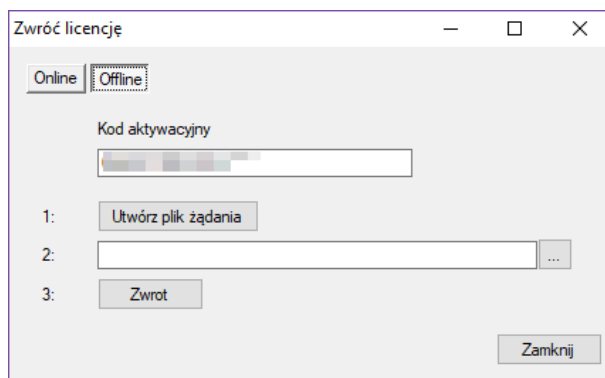 Zwróć licencję
Online Offline
Kod aktywacyjny
1: Utwórz plik żądania
2: ...
3: Zwrot
Zamknij